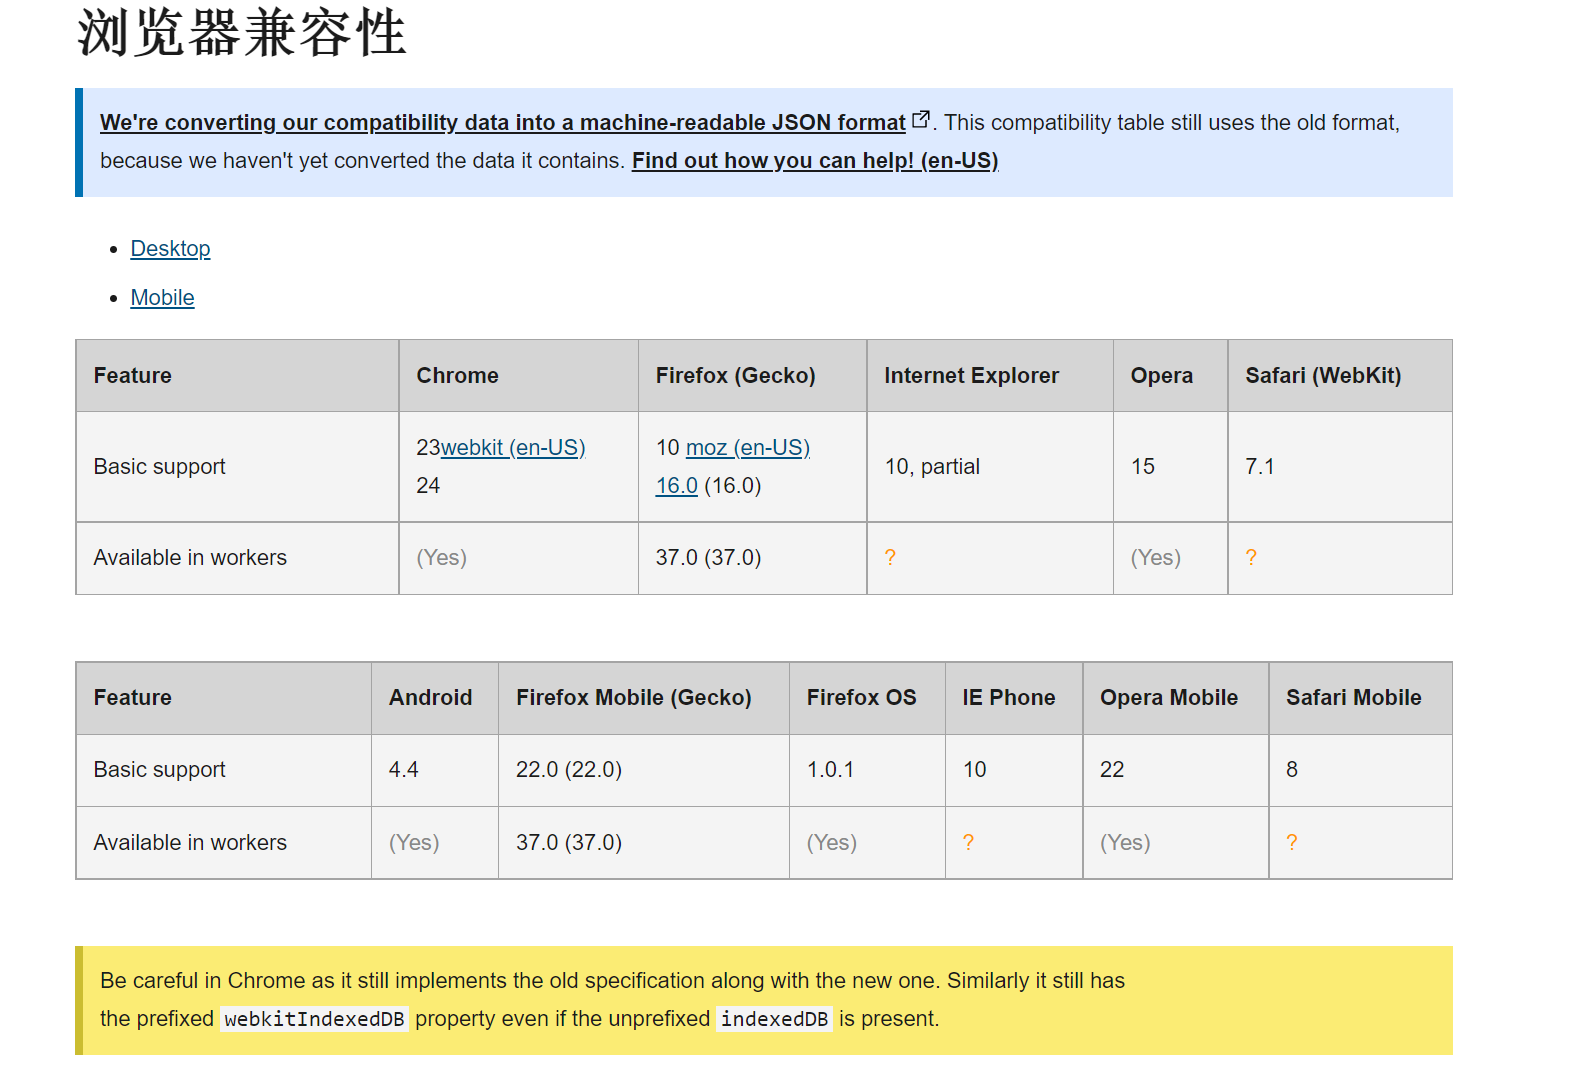 浏览器兼容性
We're converting our compatibility data into a machine-readable JSON format. This compatibility table still uses the old format,
because we haven't yet converted the data it contains. Find out how you can help! (en-US)
Desktop
Mobile
Feature Chrome Firefox (Gecko) Internet Explorer Opera Safari (WebKit)
Basic support 23webkit (en-US) 24 10 moz (en-US) 16.0 (16.0) 10, partial 15 7.1
Available in workers (Yes) 37.0 (37.0) ? (Yes) ?
Feature Android Firefox Mobile (Gecko) Firefox OS IE Phone Opera Mobile Safari Mobile
Basic support 4.4 22.0 (22.0) 1.0.1 10 22 8
Available in workers (Yes) 37.0 (37.0) (Yes) ? (Yes) ?
Be careful in Chrome as it still implements the old specification along with the new one. Similarly it still has
the prefixed webkitIndexedDB property even if the unprefixed indexedDB is present.